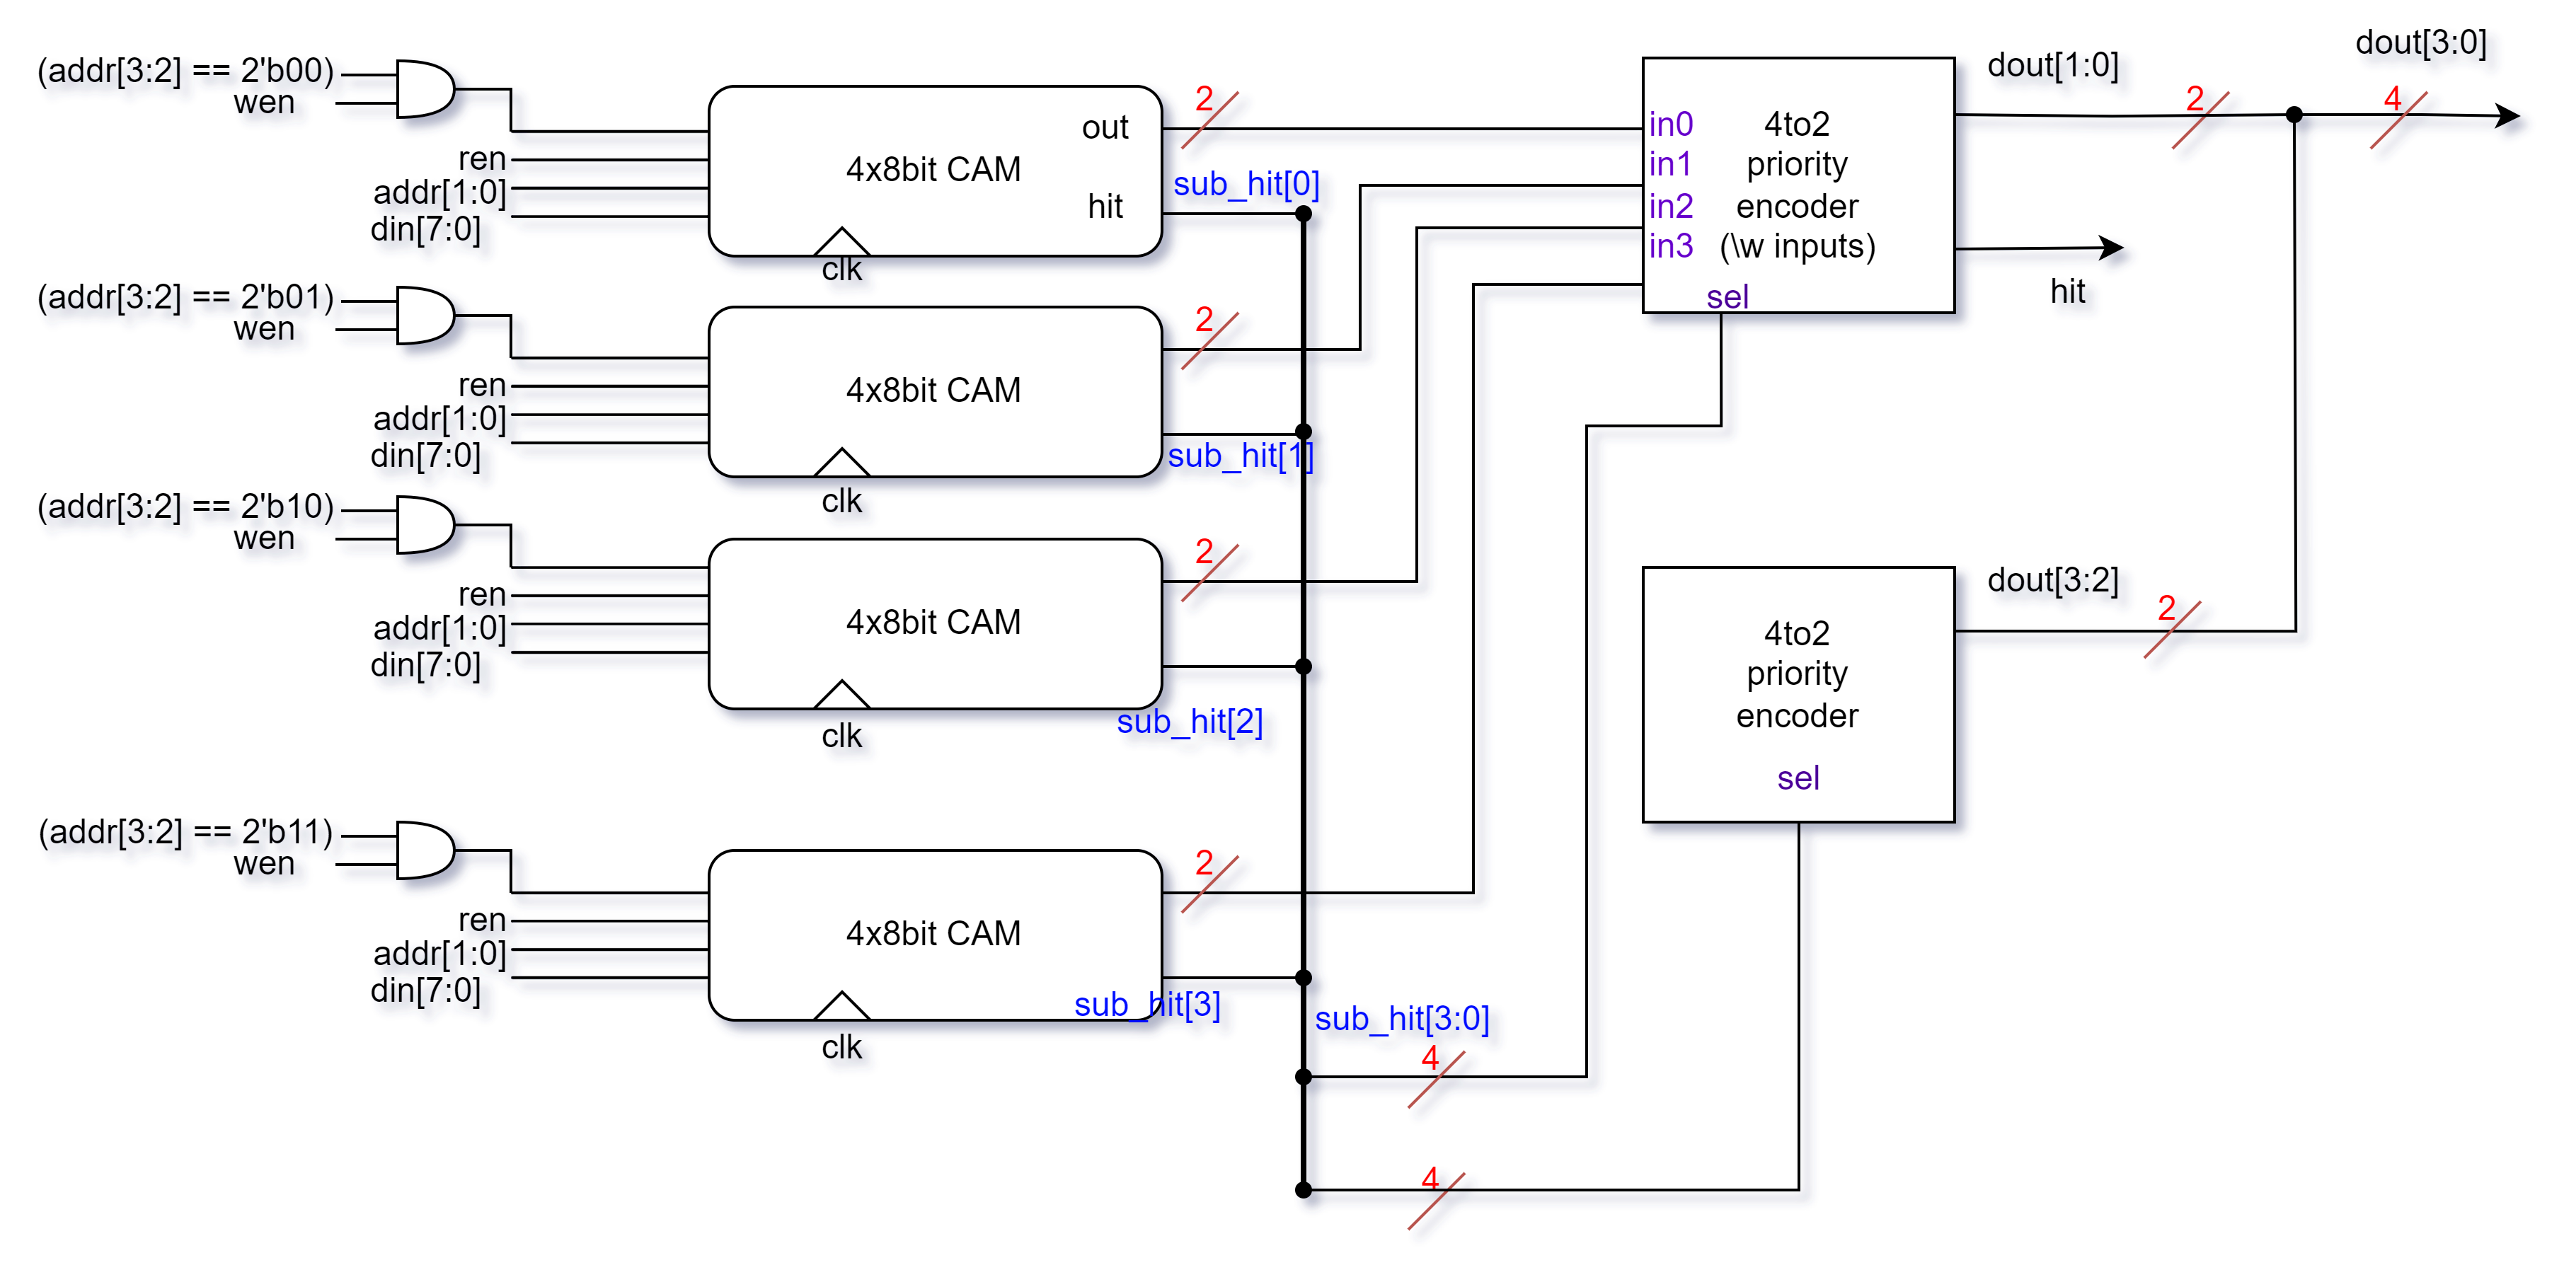 (addr[3:2] == 2'b00)
wen
ren
addr[1:0]
din[7:0]
4x8bit CAM
out
hit
clk
2
sub_hit[0]
(addr[3:2] == 2'b01)
wen
ren
addr[1:0]
din[7:0]
4x8bit CAM
clk
2
sub_hit[1]
(addr[3:2] == 2'b10)
wen
ren
addr[1:0]
din[7:0]
4x8bit CAM
clk
2
sub_hit[2]
(addr[3:2] == 2'b11)
wen
ren
addr[1:0]
din[7:0]
4x8bit CAM
clk
2
sub_hit[3]
sub_hit[3:0]
4
4
in0
in1
in2
in3
4to2
priority
encoder
(\w inputs)
sel
dout[1:0]
2
dout[3:0]
4
hit
4to2
priority
encoder
sel
dout[3:2]
2